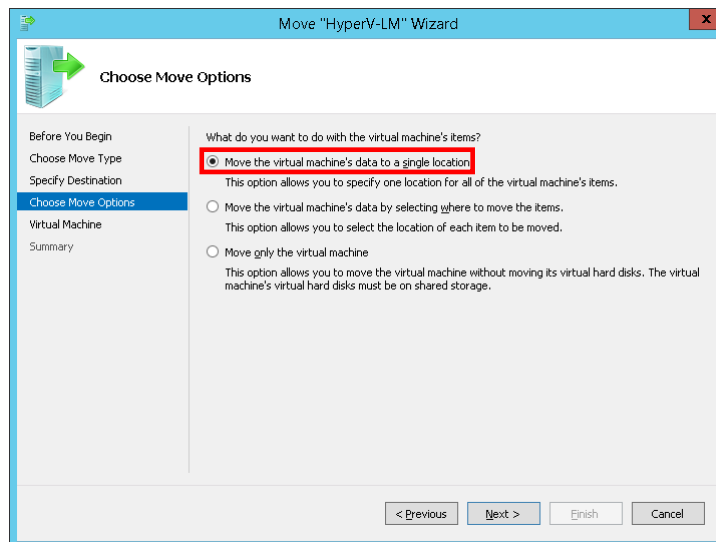 Move "HyperV-LM" Wizard
x
Choose Move Options
Before You Begin
Choose Move Type
Specify Destination
Choose Move Options
Virtual Machine
Summary
What do you want to do with the virtual machine's items?
Move the virtual machine's data to a single location
This option allows you to specify one location for all of the virtual machine's items.
Move the virtual machine's data by selecting where to move the items.
This option allows you to select the location of each item to be moved.
Move only the virtual machine
This option allows you to move the virtual machine without moving its virtual hard disks. The virtual
machine's virtual hard disks must be on shared storage.
< Previous
Next >
Finish
Cancel